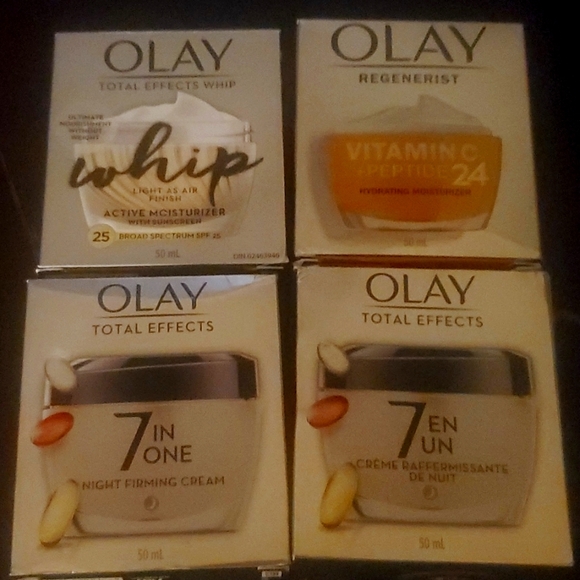 OLAY
TOTAL EFFECTS WHIP
ULTIMATE
NOURISHMENT
WITHOUT
WEIGHT
whip
LIGHT AS AIR
FINISH
ACTIVE MOISTURIZER
WITH SUNSCREEN
25 BROAD SPECTRUM SPF 25
50 mL
OLAY
REGENERIST
VITAMIN C
+PEPTIDE 24
HYDRATING MOISTURIZER
50 mL
OLAY
TOTAL EFFECTS
7 IN
ONE
NIGHT FIRMING CREAM
50 mL
OLAY
TOTAL EFFECTS
7 EN
UN
CRÈME RAFFERMISSANTE
DE NUIT
50 mL